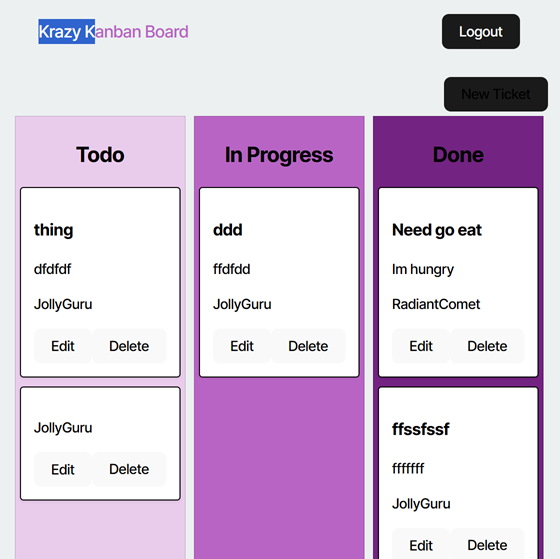 Krazy Kanban Board
Logout
New Ticket
Todo
thing
dfdfdf
JollyGuru
Edit Delete
JollyGuru
Edit Delete
In Progress
ddd
ffdfdd
JollyGuru
Edit Delete
Done
Need go eat
Im hungry
RadiantComet
Edit Delete
ffssfssf
fffffff
JollyGuru
Edit Delete